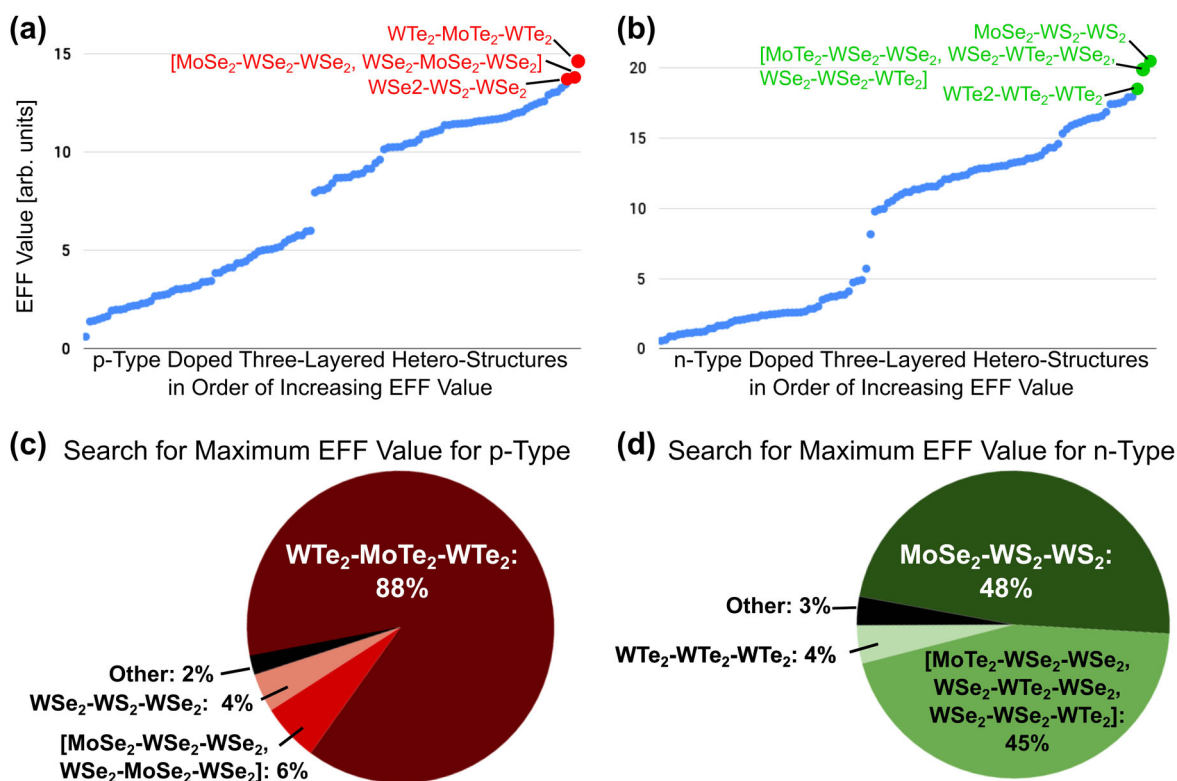 (a)
WTe₂-MoTe₂-WTe₂
[MoSe₂-WSe₂-WSe₂, WSe₂-MoSe₂-WSe₂]
WSe2-WS₂-WSe₂
15
10
5
0
EFF Value [arb. units]
p-Type Doped Three-Layered Hetero-Structures
in Order of Increasing EFF Value
(b)
MoSe₂-WS₂-WS₂
[MoTe₂-WSe₂-WSe₂, WSe₂-WTe₂-WSe₂,
WSe₂-WSe₂-WTe₂]
WTe2-WTe₂-WTe₂
20
15
10
5
0
n-Type Doped Three-Layered Hetero-Structures
in Order of Increasing EFF Value
(c) Search for Maximum EFF Value for p-Type
WTe₂-MoTe₂-WTe₂:
88%
Other: 2%
WSe₂-WS₂-WSe₂: 4%
[MoSe₂-WSe₂-WSe₂,
WSe₂-MoSe₂-WSe₂]: 6%
(d) Search for Maximum EFF Value for n-Type
MoSe₂-WS₂-WS₂:
48%
Other: 3%
WTe₂-WTe₂-WTe₂: 4%
[MoTe₂-WSe₂-WSe₂,
WSe₂-WTe₂-WSe₂,
WSe₂-WSe₂-WTe₂]:
45%